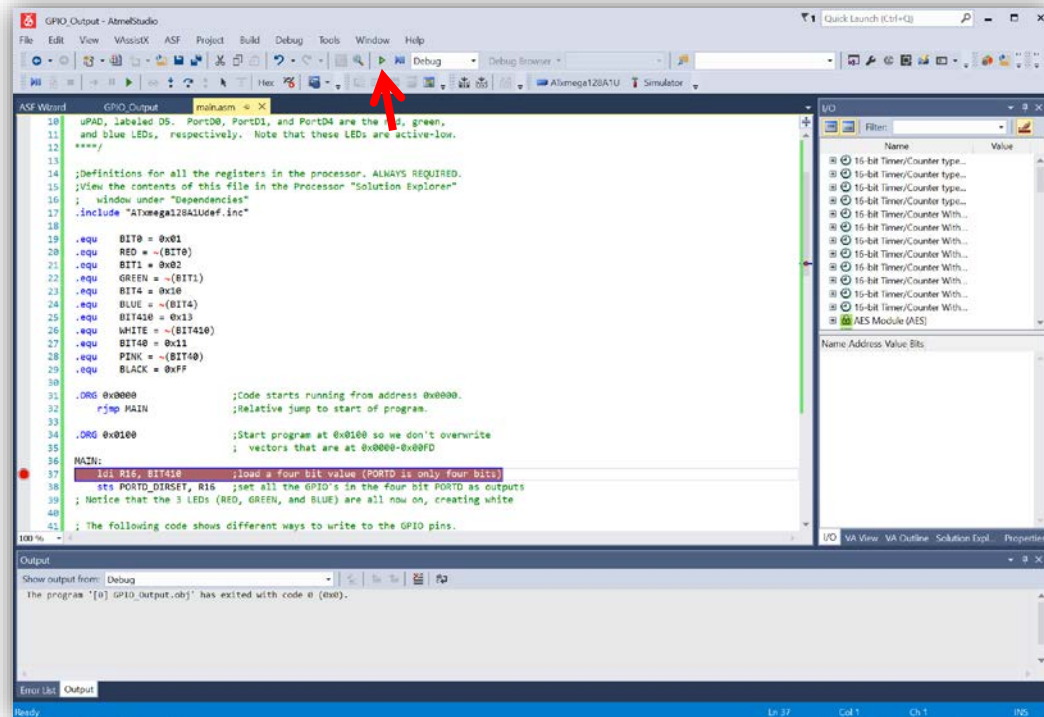 GPIO_Output - AtmelStudio
1 Quick Launch (Ctrl+Q)
File Edit View VAssistX ASF Project Build Debug Tools Window Help
Debug Debug Browser
Hex ATxmega128A1U Simulator
ASF Wizard GPIO_Output main.asm
10 uPAD, labeled D5. PortD0, PortD1, and PortD4 are the red, green,
11 and blue LEDs, respectively. Note that these LEDs are active-low.
12 ****/
13
14 ;Definitions for all the registers in the processor. ALWAYS REQUIRED.
15 ;View the contents of this file in the Processor "Solution Explorer"
16 ; window under "Dependencies"
17 .include "ATxmega128A1Udef.inc"
18
19 .equ BIT0 = 0x01
20 .equ RED = ~(BIT0)
21 .equ BIT1 = 0x02
22 .equ GREEN = ~(BIT1)
23 .equ BIT4 = 0x10
24 .equ BLUE = ~(BIT4)
25 .equ BIT410 = 0x13
26 .equ WHITE = ~(BIT410)
27 .equ BIT40 = 0x11
28 .equ PINK = ~(BIT40)
29 .equ BLACK = 0xFF
30
31 .ORG 0x0000 ;Code starts running from address 0x0000.
32 rjmp MAIN ;Relative jump to start of program.
33
34 .ORG 0x0100 ;Start program at 0x0100 so we don't overwrite
35 ; vectors that are at 0x0000-0x00FD
36 MAIN:
37 ldi R16, BIT410 ;load a four bit value (PORTD is only four bits)
38 sts PORTD_DIRSET, R16 ;set all the GPIO's in the four bit PORTD as outputs
39 ; Notice that the 3 LEDs (RED, GREEN, and BLUE) are all now on, creating white
40
41 ; The following code shows different ways to write to the GPIO pins.
100 %
I/O
Filter:
Name Value
16-bit Timer/Counter type...
16-bit Timer/Counter type...
16-bit Timer/Counter type...
16-bit Timer/Counter type...
16-bit Timer/Counter With...
16-bit Timer/Counter With...
16-bit Timer/Counter With...
16-bit Timer/Counter With...
16-bit Timer/Counter With...
16-bit Timer/Counter With...
16-bit Timer/Counter With...
16-bit Timer/Counter With...
AES Module (AES)
Name Address Value Bits
I/O VA View VA Outline Solution Expl... Properties
Output
Show output from: Debug
The program '[0] GPIO_Output.obj' has exited with code 0 (0x0).
Error List Output
Ready Ln 37 Col 1 Ch 1 INS